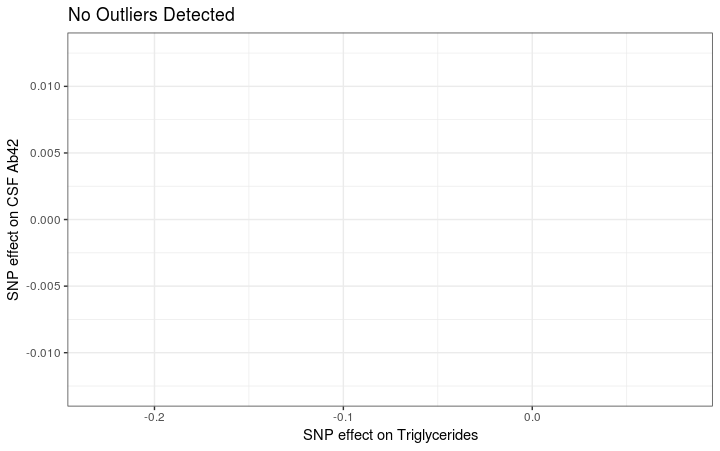 No Outliers Detected
SNP effect on CSF Ab42
0.010
0.005
0.000
-0.005
-0.010
-0.2
-0.1
0.0
SNP effect on Triglycerides